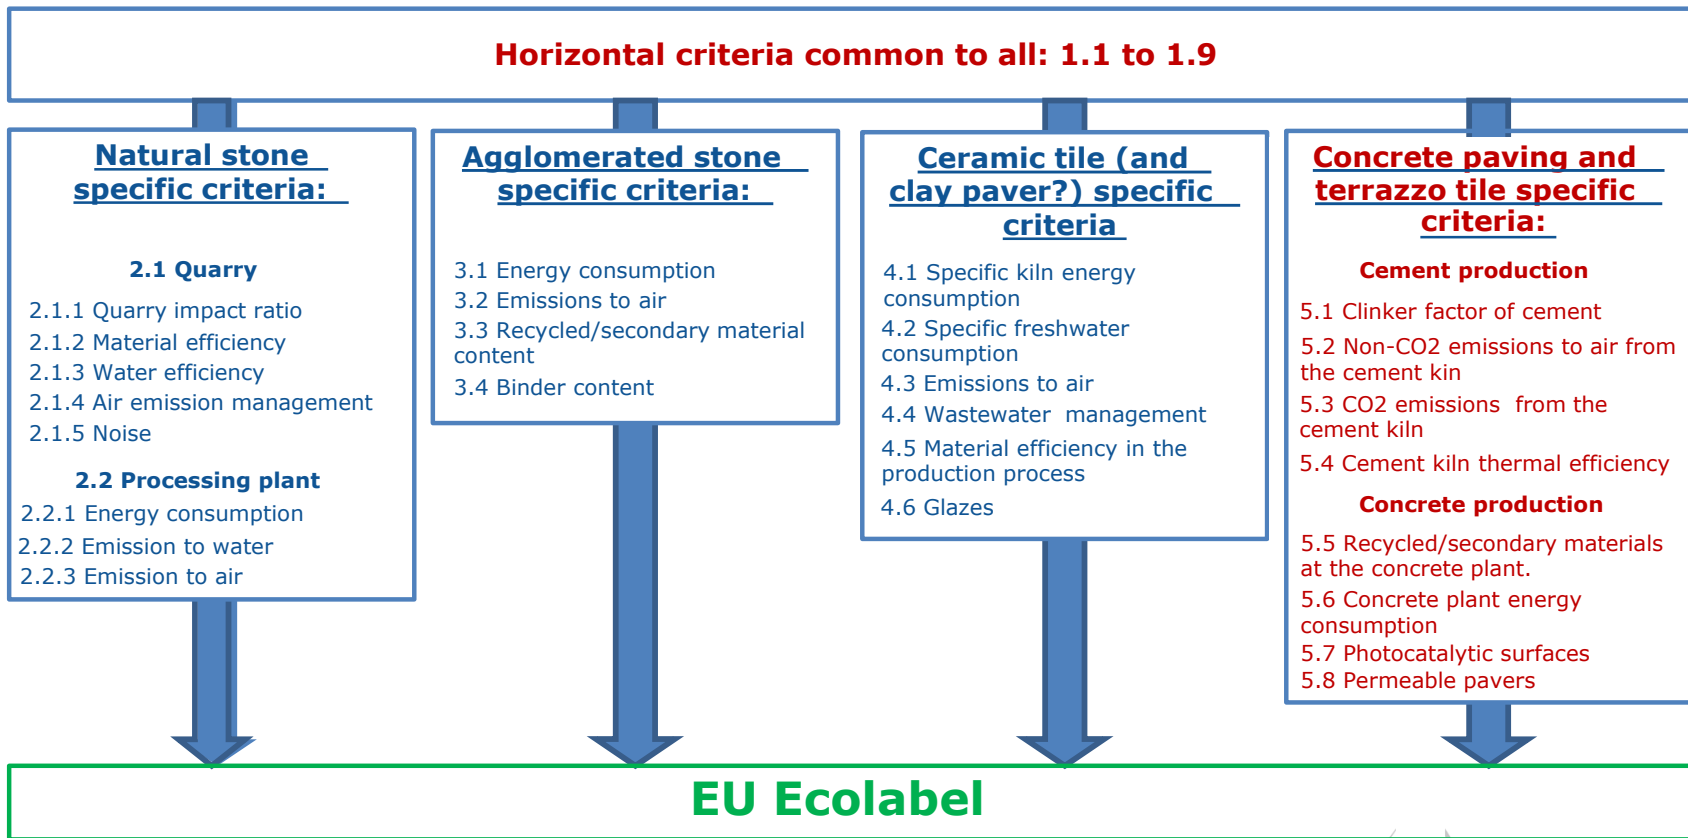 Horizontal criteria common to all: 1.1 to 1.9
Natural stone
specific criteria:
2.1 Quarry
2.1.1 Quarry impact ratio
2.1.2 Material efficiency
2.1.3 Water efficiency
2.1.4 Air emission management
2.1.5 Noise
2.2 Processing plant
2.2.1 Energy consumption
2.2.2 Emission to water
2.2.3 Emission to air
Agglomerated stone
specific criteria:
3.1 Energy consumption
3.2 Emissions to air
3.3 Recycled/secondary material
content
3.4 Binder content
Ceramic tile (and
clay paver?) specific
criteria
4.1 Specific kiln energy
consumption
4.2 Specific freshwater
consumption
4.3 Emissions to air
4.4 Wastewater  management
4.5 Material efficiency in the
production process
4.6 Glazes
Concrete paving and
terrazzo tile specific
criteria:
Cement production
5.1 Clinker factor of cement
5.2 Non-CO2 emissions to air from
the cement kin
5.3 CO2 emissions  from the
cement kiln
5.4 Cement kiln thermal efficiency
Concrete production
5.5 Recycled/secondary materials
at the concrete plant.
5.6 Concrete plant energy
consumption
5.7 Photocatalytic surfaces
5.8 Permeable pavers
EU Ecolabel